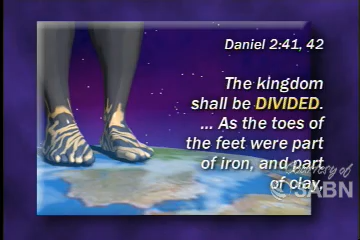 Daniel 2:41, 42
The kingdom
shall be DIVIDED.
... As the toes of
the feet were part
of iron, and part
of clay.
Courtesy of
3ABN